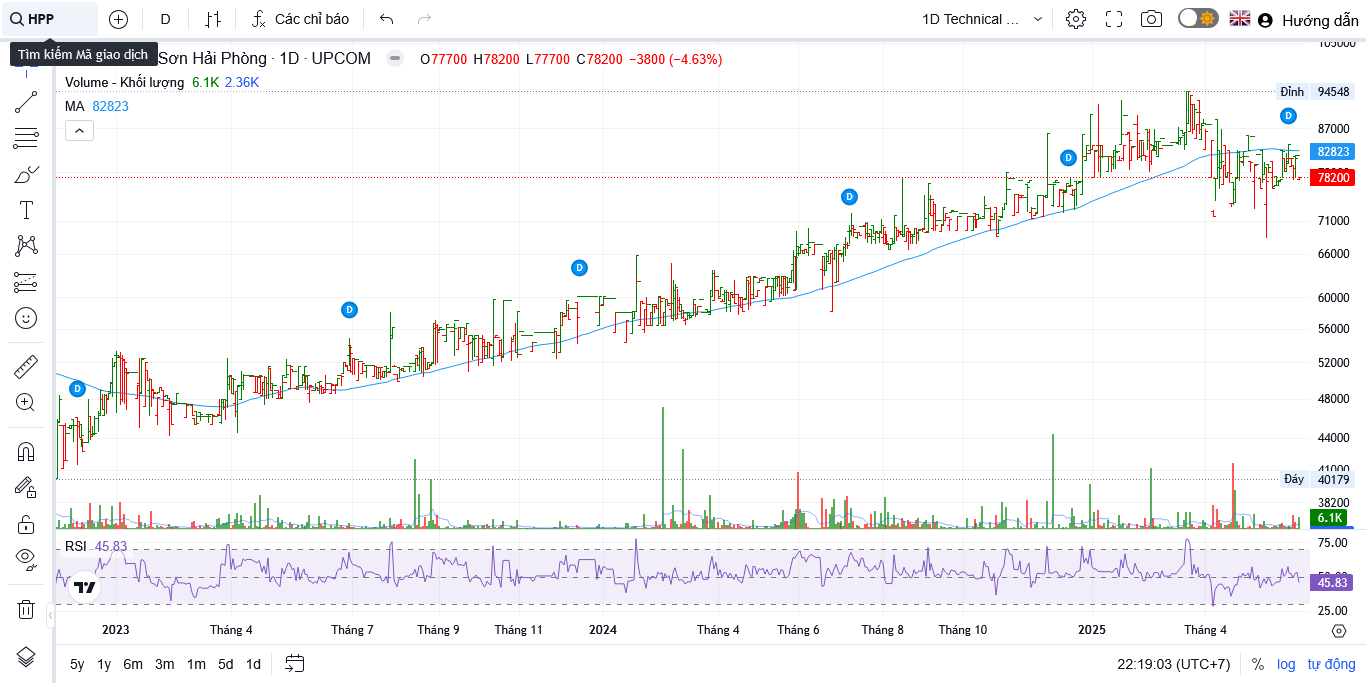 HPP
D
Các chỉ báo
1D Technical ...
Hướng dẫn
Tìm kiếm Mã giao dịch
Sơn Hải Phòng · 1D · UPCOM
O77700 H78200 L77700 C78200 −3800 (−4.63%)
Volume - Khối lượng 6.1K 2.36K
MA 82823
105000
Đỉnh 94548
D
87000
82823
D
78200
D
71000
66000
D
60000
D
56000
52000
D
48000
44000
41000
Đáy 40179
38200
6.1K
RSI 45.83
75.00
45.83
25.00
2023 Tháng 4 Tháng 7 Tháng 9 Tháng 11 2024 Tháng 4 Tháng 6 Tháng 8 Tháng 10 2025 Tháng 4
5y 1y 6m 3m 1m 5d 1d
22:19:03 (UTC+7) % log tự động